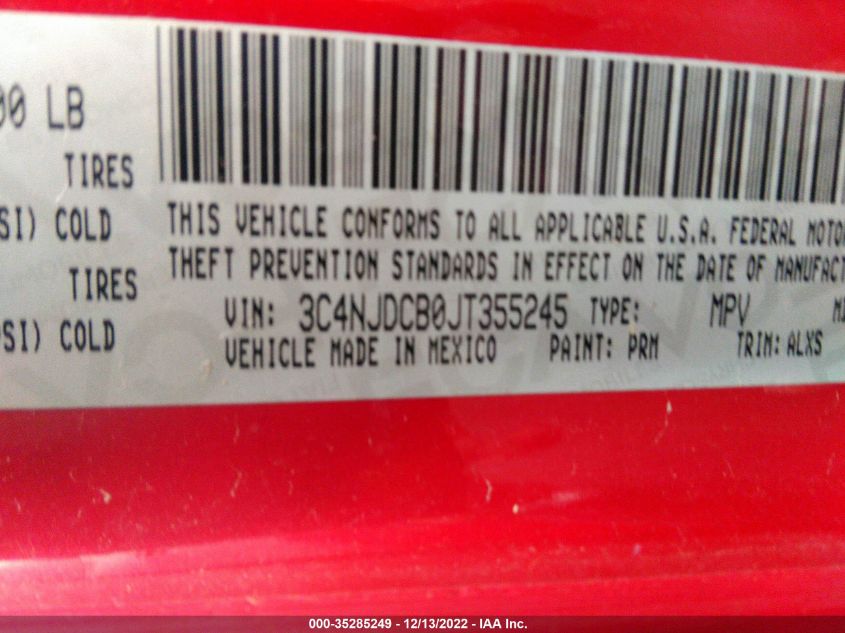 00 LB
TIRES
SI) COLD
TIRES
SI) COLD
THIS VEHICLE CONFORMS TO ALL APPLICABLE U.S.A. FEDERAL MOTOR
THEFT PREVENTION STANDARDS IN EFFECT ON THE DATE OF MANUFACT
VIN: 3C4NJDCB0JT355245 TYPE: MPV
VEHICLE MADE IN MEXICO PAINT: PRM TRIM: ALXS
000-35285249 - 12/13/2022 - IAA Inc.